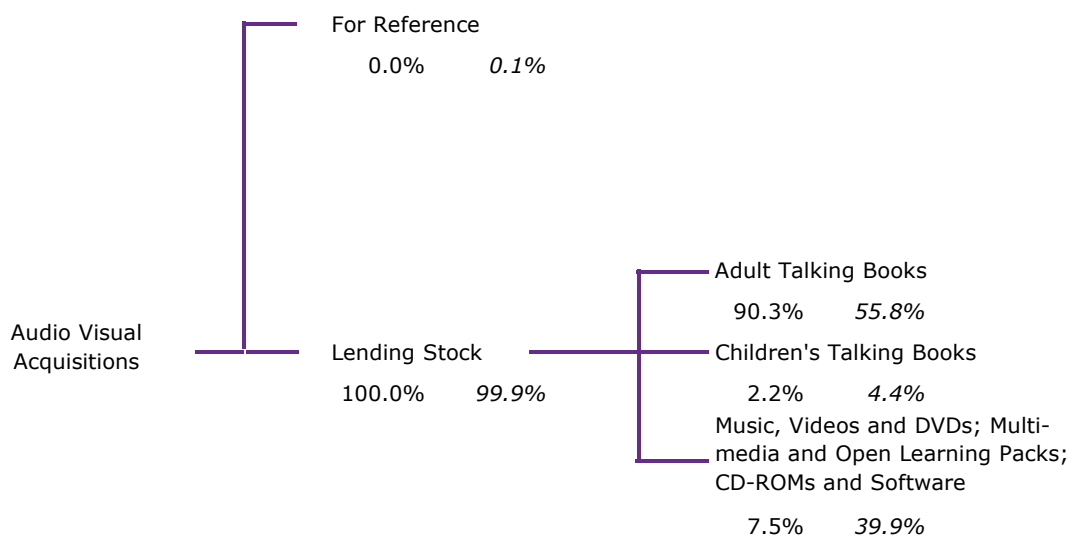 For Reference
0.0% 0.1%
Adult Talking Books
90.3% 55.8%
Audio Visual
Acquisitions
Lending Stock
100.0% 99.9%
Children's Talking Books
2.2% 4.4%
Music, Videos and DVDs; Multi-
media and Open Learning Packs;
CD-ROMs and Software
7.5% 39.9%